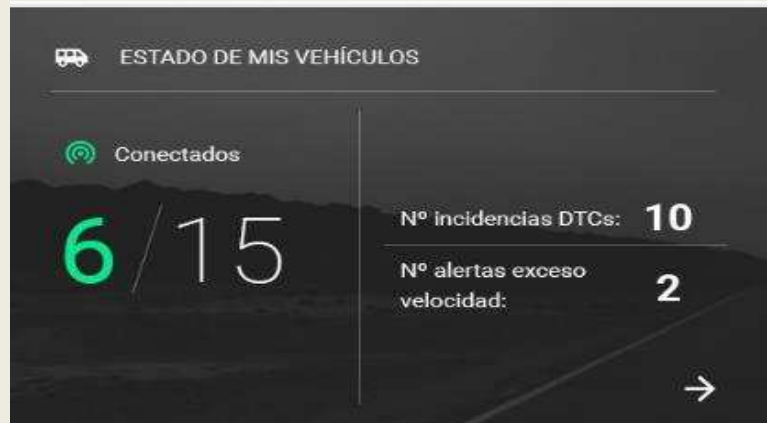 ESTADO DE MIS VEHÍCULOS
Conectados
6/15
Nº incidencias DTCs: 10
Nº alertas exceso
velocidad: 2